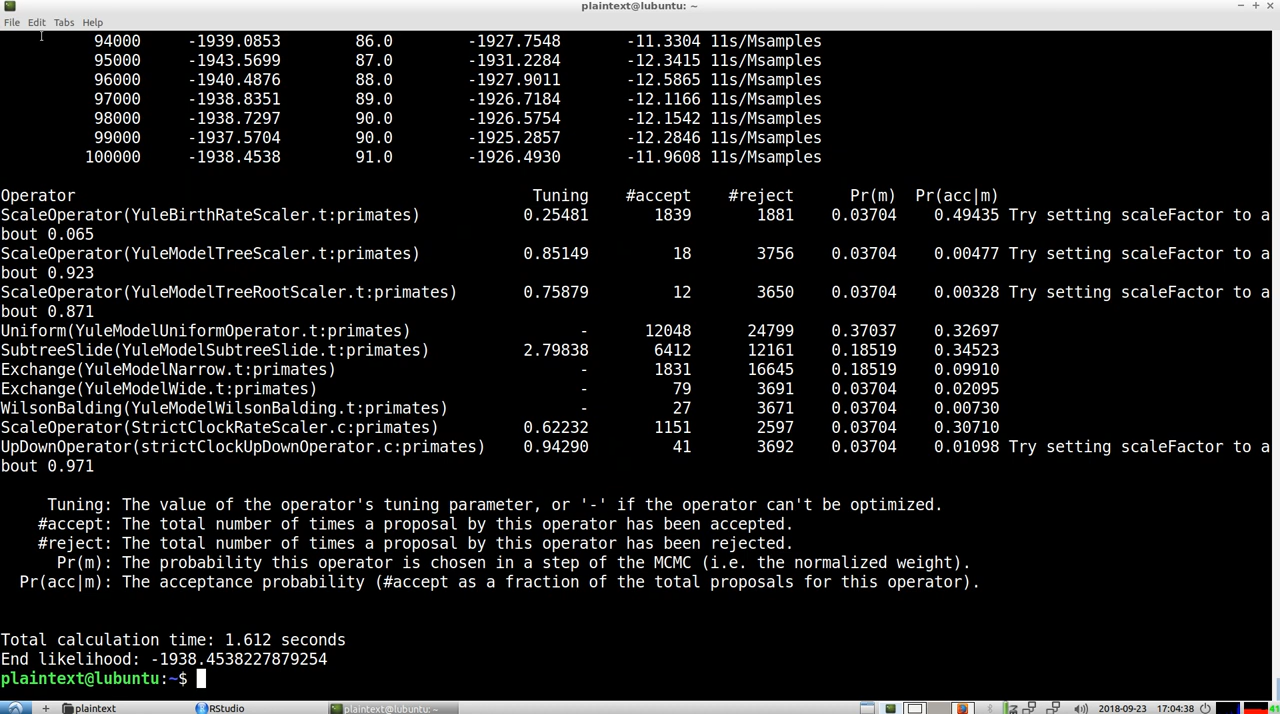 plaintext@lubuntu: ~
File Edit Tabs Help
94000 -1939.0853 86.0 -1927.7548 -11.3304 11s/Msamples
95000 -1943.5699 87.0 -1931.2284 -12.3415 11s/Msamples
96000 -1940.4876 88.0 -1927.9011 -12.5865 11s/Msamples
97000 -1938.8351 89.0 -1926.7184 -12.1166 11s/Msamples
98000 -1938.7297 90.0 -1926.5754 -12.1542 11s/Msamples
99000 -1937.5704 90.0 -1925.2857 -12.2846 11s/Msamples
100000 -1938.4538 91.0 -1926.4930 -11.9608 11s/Msamples
Operator Tuning #accept #reject Pr(m) Pr(acc|m)
ScaleOperator(YuleBirthRateScaler.t:primates) 0.25481 1839 1881 0.03704 0.49435 Try setting scaleFactor to a
bout 0.065
ScaleOperator(YuleModelTreeScaler.t:primates) 0.85149 18 3756 0.03704 0.00477 Try setting scaleFactor to a
bout 0.923
ScaleOperator(YuleModelTreeRootScaler.t:primates) 0.75879 12 3650 0.03704 0.00328 Try setting scaleFactor to a
bout 0.871
Uniform(YuleModelUniformOperator.t:primates) - 12048 24799 0.37037 0.32697
SubtreeSlide(YuleModelSubtreeSlide.t:primates) 2.79838 6412 12161 0.18519 0.34523
Exchange(YuleModelNarrow.t:primates) - 1831 16645 0.18519 0.09910
Exchange(YuleModelWide.t:primates) - 79 3691 0.03704 0.02095
WilsonBalding(YuleModelWilsonBalding.t:primates) - 27 3671 0.03704 0.00730
ScaleOperator(StrictClockRateScaler.c:primates) 0.62232 1151 2597 0.03704 0.30710
UpDownOperator(strictClockUpDownOperator.c:primates) 0.94290 41 3692 0.03704 0.01098 Try setting scaleFactor to a
bout 0.971
Tuning: The value of the operator's tuning parameter, or '-' if the operator can't be optimized.
#accept: The total number of times a proposal by this operator has been accepted.
#reject: The total number of times a proposal by this operator has been rejected.
Pr(m): The probability this operator is chosen in a step of the MCMC (i.e. the normalized weight).
Pr(acc|m): The acceptance probability (#accept as a fraction of the total proposals for this operator).
Total calculation time: 1.612 seconds
End likelihood: -1938.4538227879254
plaintext@lubuntu:~$
plaintext RStudio plaintext@lubuntu: ~ 2018-09-23 17:04:38